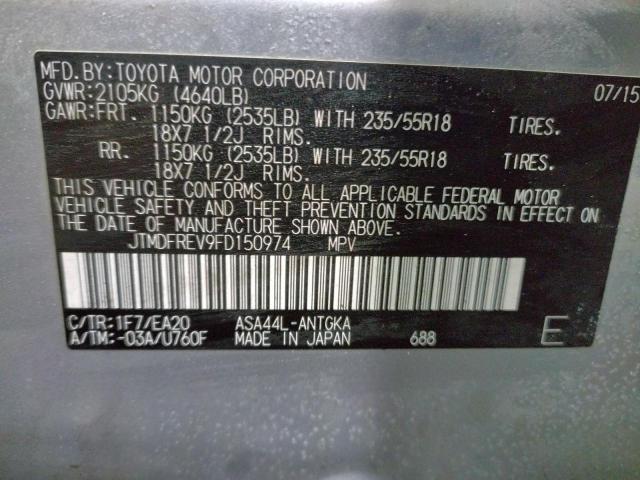 MFD.BY:TOYOTA MOTOR CORPORATION 07/15
GVWR:2105KG (4640LB)
GAWR:FRT. 1150KG (2535LB) WITH 235/55R18 TIRES.
18X7 1/2J RIMS.
RR. 1150KG (2535LB) WITH 235/55R18 TIRES.
18X7 1/2J RIMS.
THIS VEHICLE CONFORMS TO ALL APPLICABLE FEDERAL MOTOR
VEHICLE SAFETY AND THEFT PREVENTION STANDARDS IN EFFECT ON
THE DATE OF MANUFACTURE SHOWN ABOVE.
JTMDFREV9FD150974 MPV
C/TR:1F7/EA20 ASA44L-ANTGKA
A/TM:-03A/U760F MADE IN JAPAN 688 E